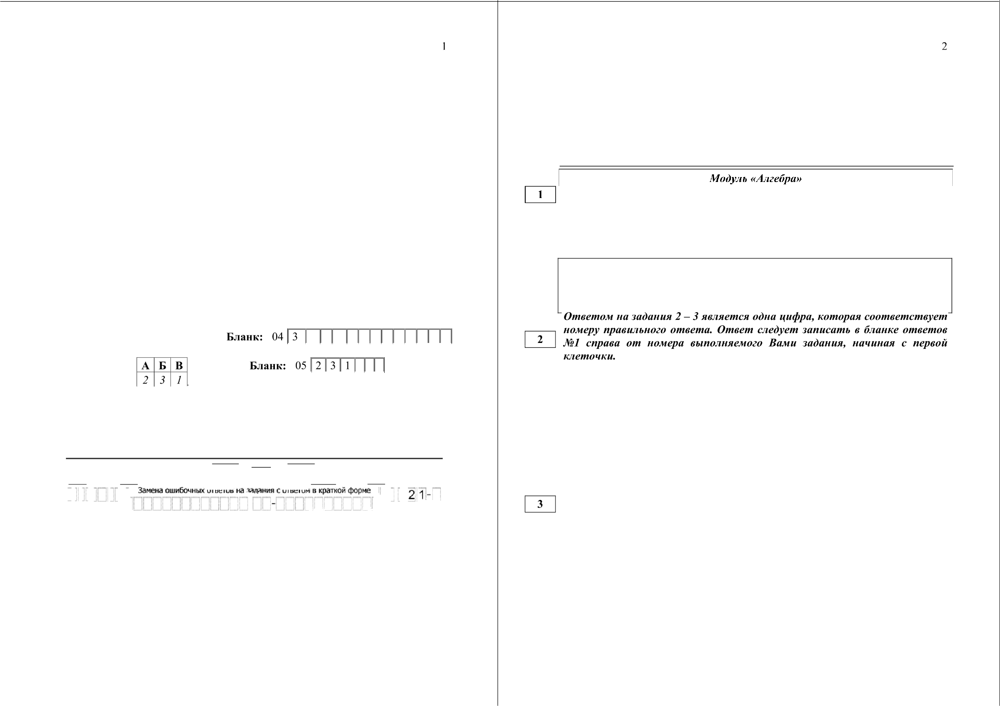 1
Бланк: 04 3
А Б В
2 3 1
Бланк: 05 2 3 1
Замена ошибочных ответов на задания с ответом в краткой форме
21-
-
2
Модуль «Алгебра»
1
Ответом на задания 2 – 3 является одна цифра, которая соответствует
номеру правильного ответа. Ответ следует записать в бланке ответов
№1 справа от номера выполняемого Вами задания, начиная с первой
клеточки.
2
3